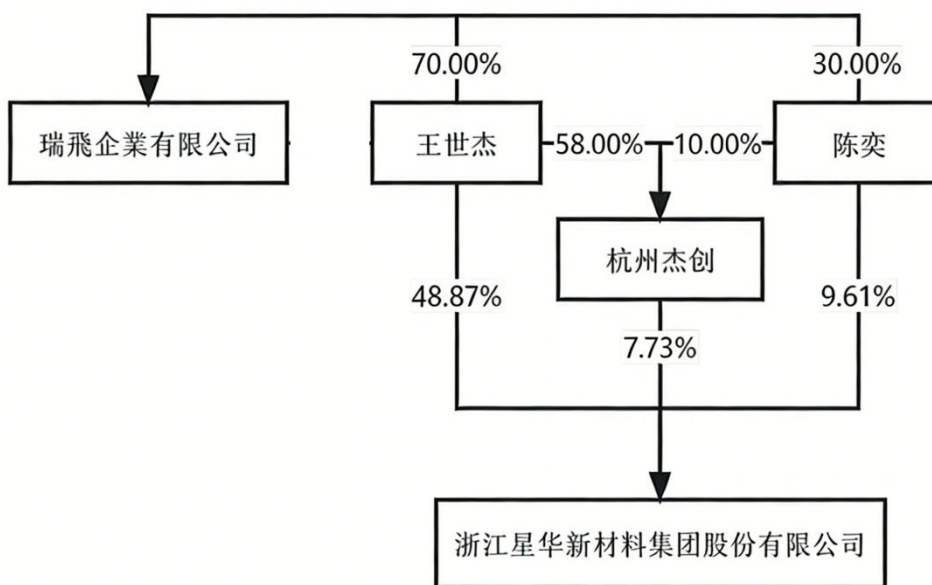 70.00%
30.00%
瑞飛企業有限公司
王世杰
58.00%
10.00%
陈奕
杭州杰创
48.87%
9.61%
7.73%
浙江星华新材料集团股份有限公司